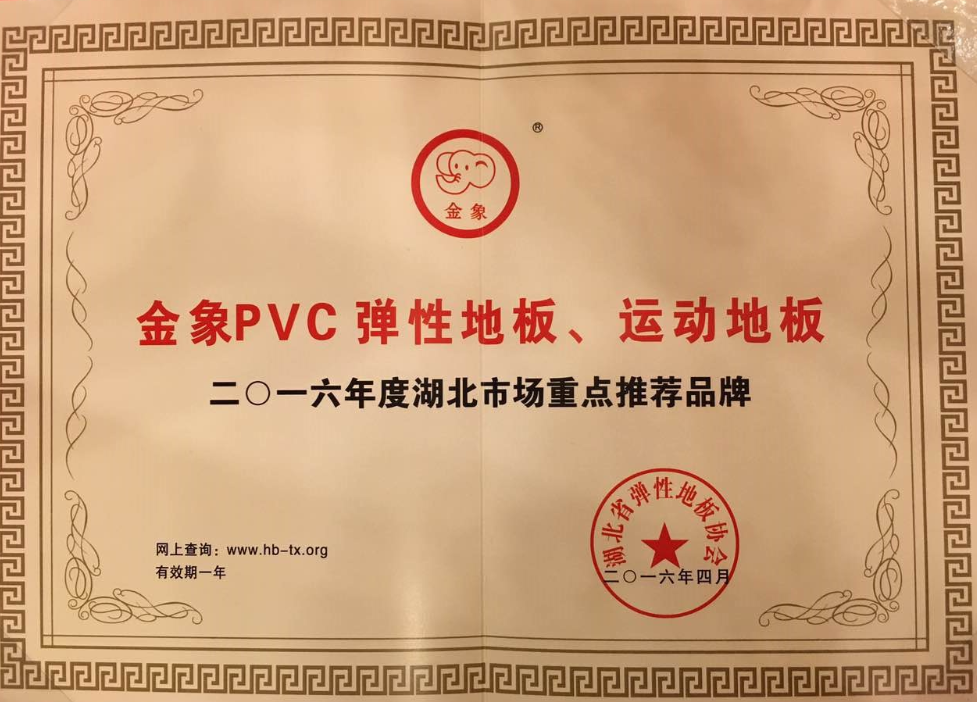 ®
金象
金象PVC 弹性地板、运动地板
二〇一六年度湖北市场重点推荐品牌
湖北省弹性地板协会
网上查询：www.hb-tx.org
二〇一六年四月
有效期一年